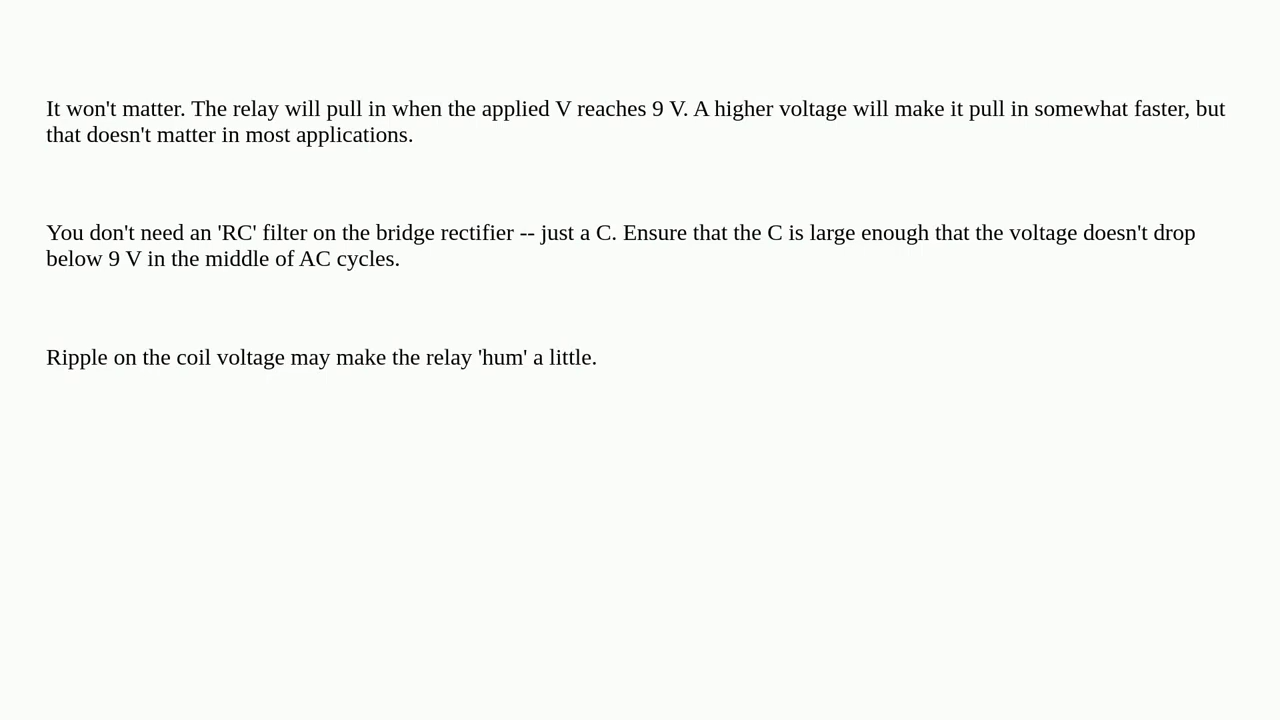 It won't matter. The relay will pull in when the applied V reaches 9 V. A higher voltage will make it pull in somewhat faster, but
that doesn't matter in most applications.
You don't need an 'RC' filter on the bridge rectifier -- just a C. Ensure that the C is large enough that the voltage doesn't drop
below 9 V in the middle of AC cycles.
Ripple on the coil voltage may make the relay 'hum' a little.